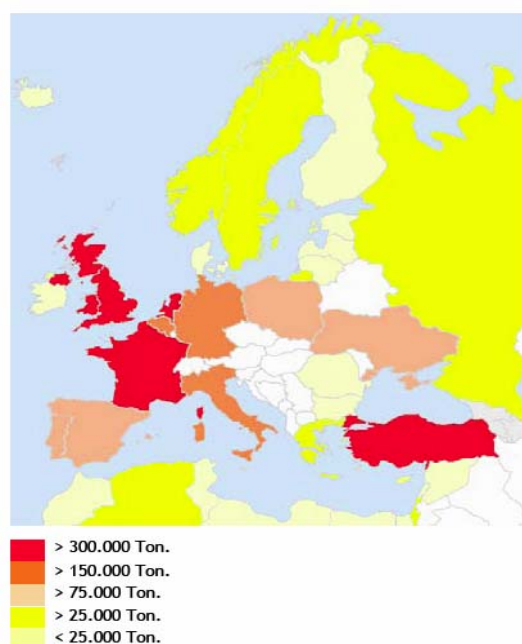 > 300.000 Ton.
> 150.000 Ton.
> 75.000 Ton.
> 25.000 Ton.
< 25.000 Ton.